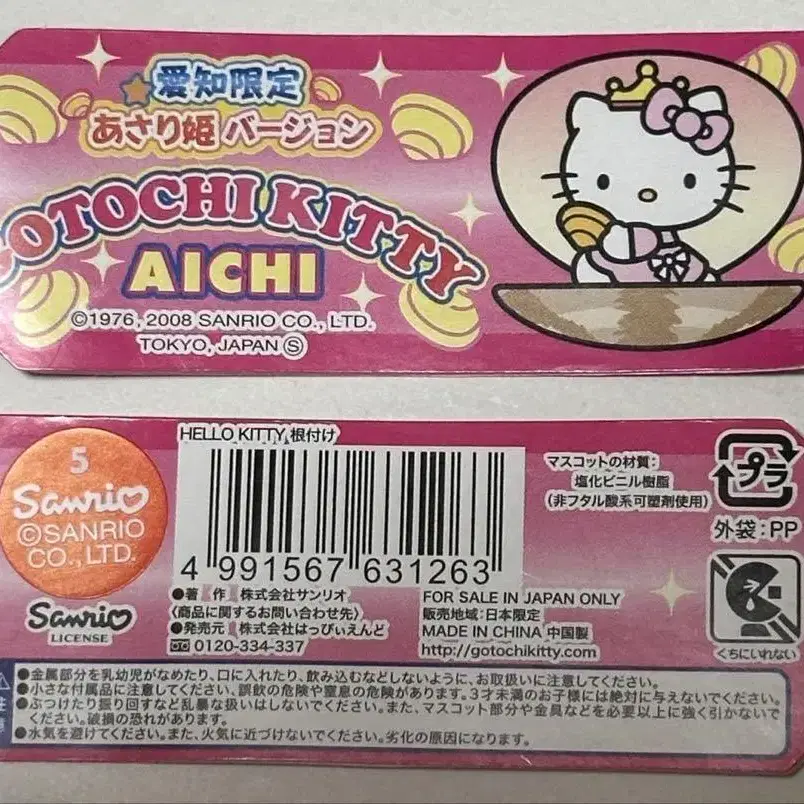 愛知限定
あさり姫 バージョン
GOTOCHI KITTY
AICHI
©1976, 2008 SANRIO CO., LTD.
TOKYO, JAPAN Ⓢ
5
Sanrio
©SANRIO
CO., LTD.
Sanrio
LICENSE
HELLO KITTY 根付け
4 991567 631263
●著 作 株式会社サンリオ
〈商品に関するお問い合わせ先〉
●発売元 株式会社はっぴぃえんど
0120-334-337
FOR SALE IN JAPAN ONLY
販売地域:日本限定
MADE IN CHINA 中国製
http://gotochikitty.com
マスコットの材質:
塩化ビニル樹脂
(非フタル酸系可塑剤使用)
プラ
外袋:PP
くちにいれない
注意
●金属部分を乳幼児がなめたり、口に入れたり、飲み込むなどしないように、お取扱いにご注意ください。
●小さな付属品に注意してください。誤飲の危険や窒息の危険があります。3才未満のお子様には絶対に与えないでください。
●ぶつけたり振り回すなど乱暴な扱いはしないでください。また、マスコット部分や金具などを必要以上に強く引かないで
ください。破損の恐れがあります。
●水気を避けてください。また、火気に近づけないでください。劣化の原因になります。